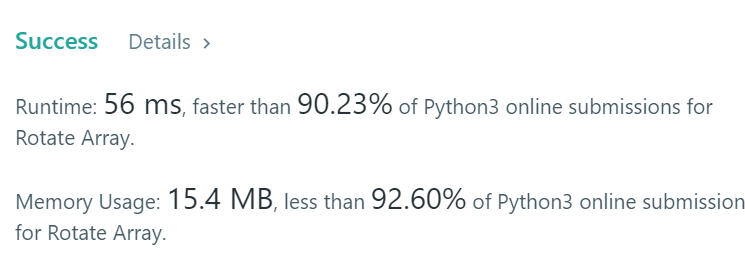 Success Details >
Runtime: 56 ms, faster than 90.23% of Python3 online submissions for
Rotate Array.
Memory Usage: 15.4 MB, less than 92.60% of Python3 online submission
for Rotate Array.